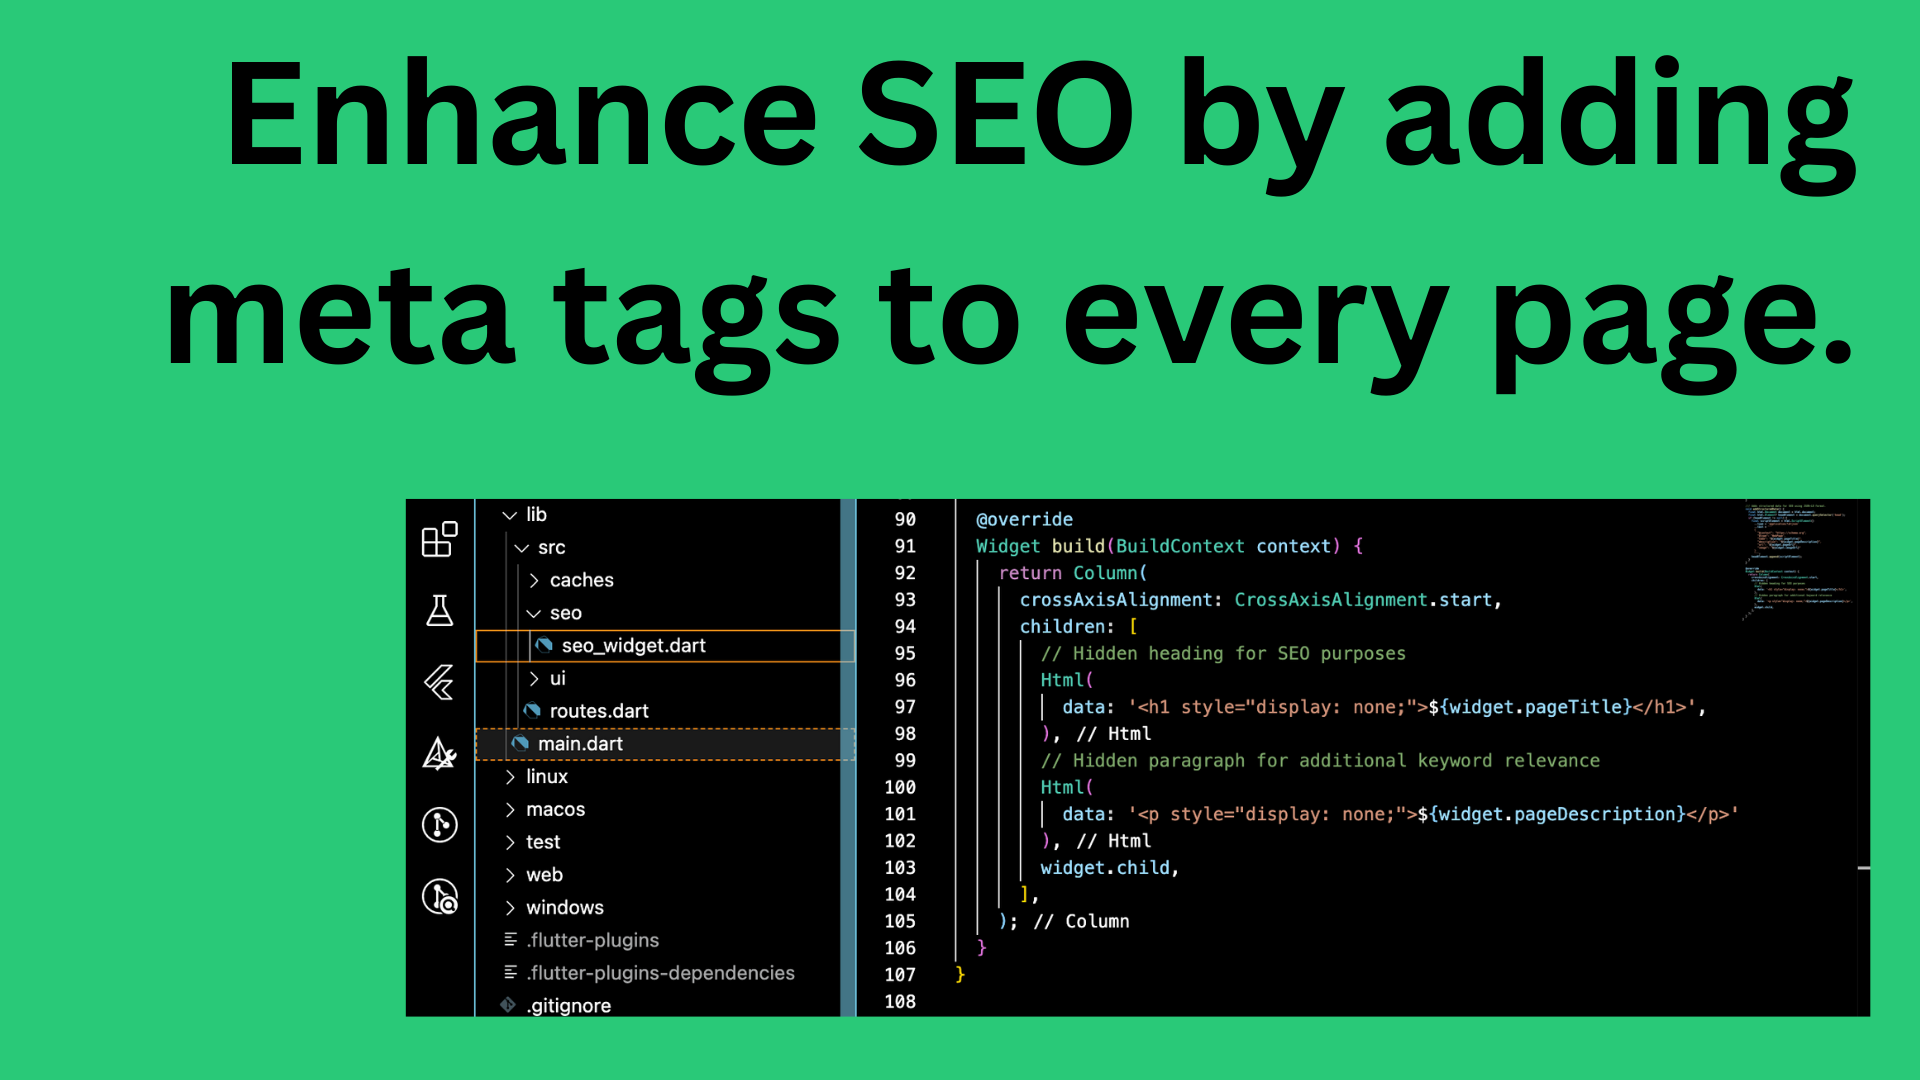 Enhance SEO by adding
meta tags to every page.
lib
src
caches
seo
seo_widget.dart
ui
routes.dart
main.dart
linux
macos
test
web
windows
.flutter-plugins
.flutter-plugins-dependencies
.gitignore
90 @override
91 Widget build(BuildContext context) {
92 return Column(
93 crossAxisAlignment: CrossAxisAlignment.start,
94 children: [
95 // Hidden heading for SEO purposes
96 Html(
97 data: '<h1 style="display: none;">${widget.pageTitle}</h1>',
98 ), // Html
99 // Hidden paragraph for additional keyword relevance
100 Html(
101 data: '<p style="display: none;">${widget.pageDescription}</p>'
102 ), // Html
103 widget.child,
104 ],
105 ); // Column
106 }
107 }
108